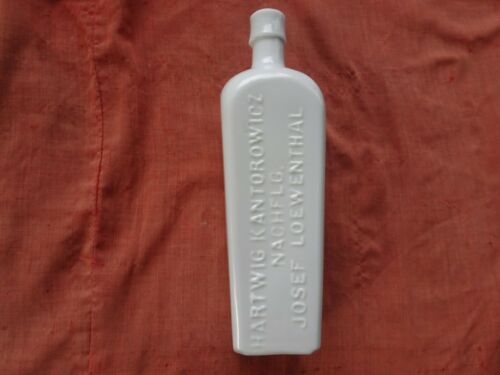 HARTWIG KANTOROWICZ
NACHFLG.
JOSEF LOEWENTHAL